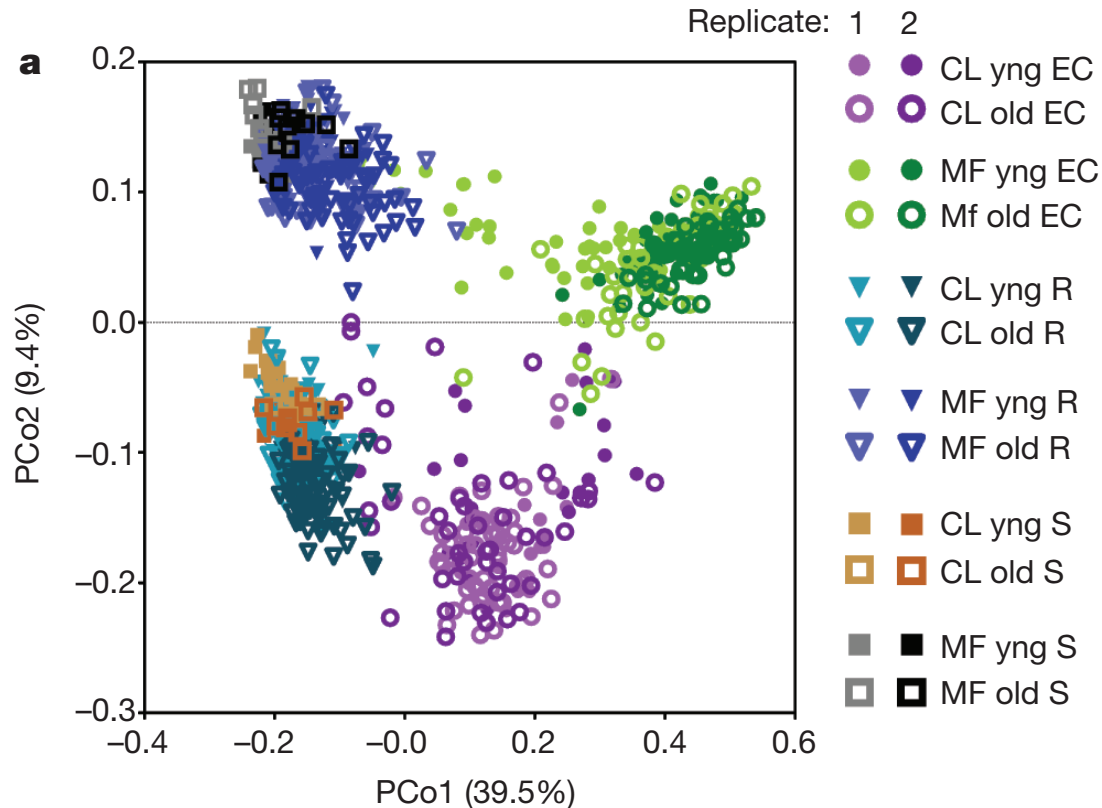 Replicate: 1 2
a
CL yng EC
CL old EC
MF yng EC
Mf old EC
CL yng R
CL old R
MF yng R
MF old R
CL yng S
CL old S
MF yng S
MF old S
0.2
0.1
0.0
−0.1
−0.2
−0.3
PCo2 (9.4%)
−0.4 −0.2 −0.0 0.2 0.4 0.6
PCo1 (39.5%)